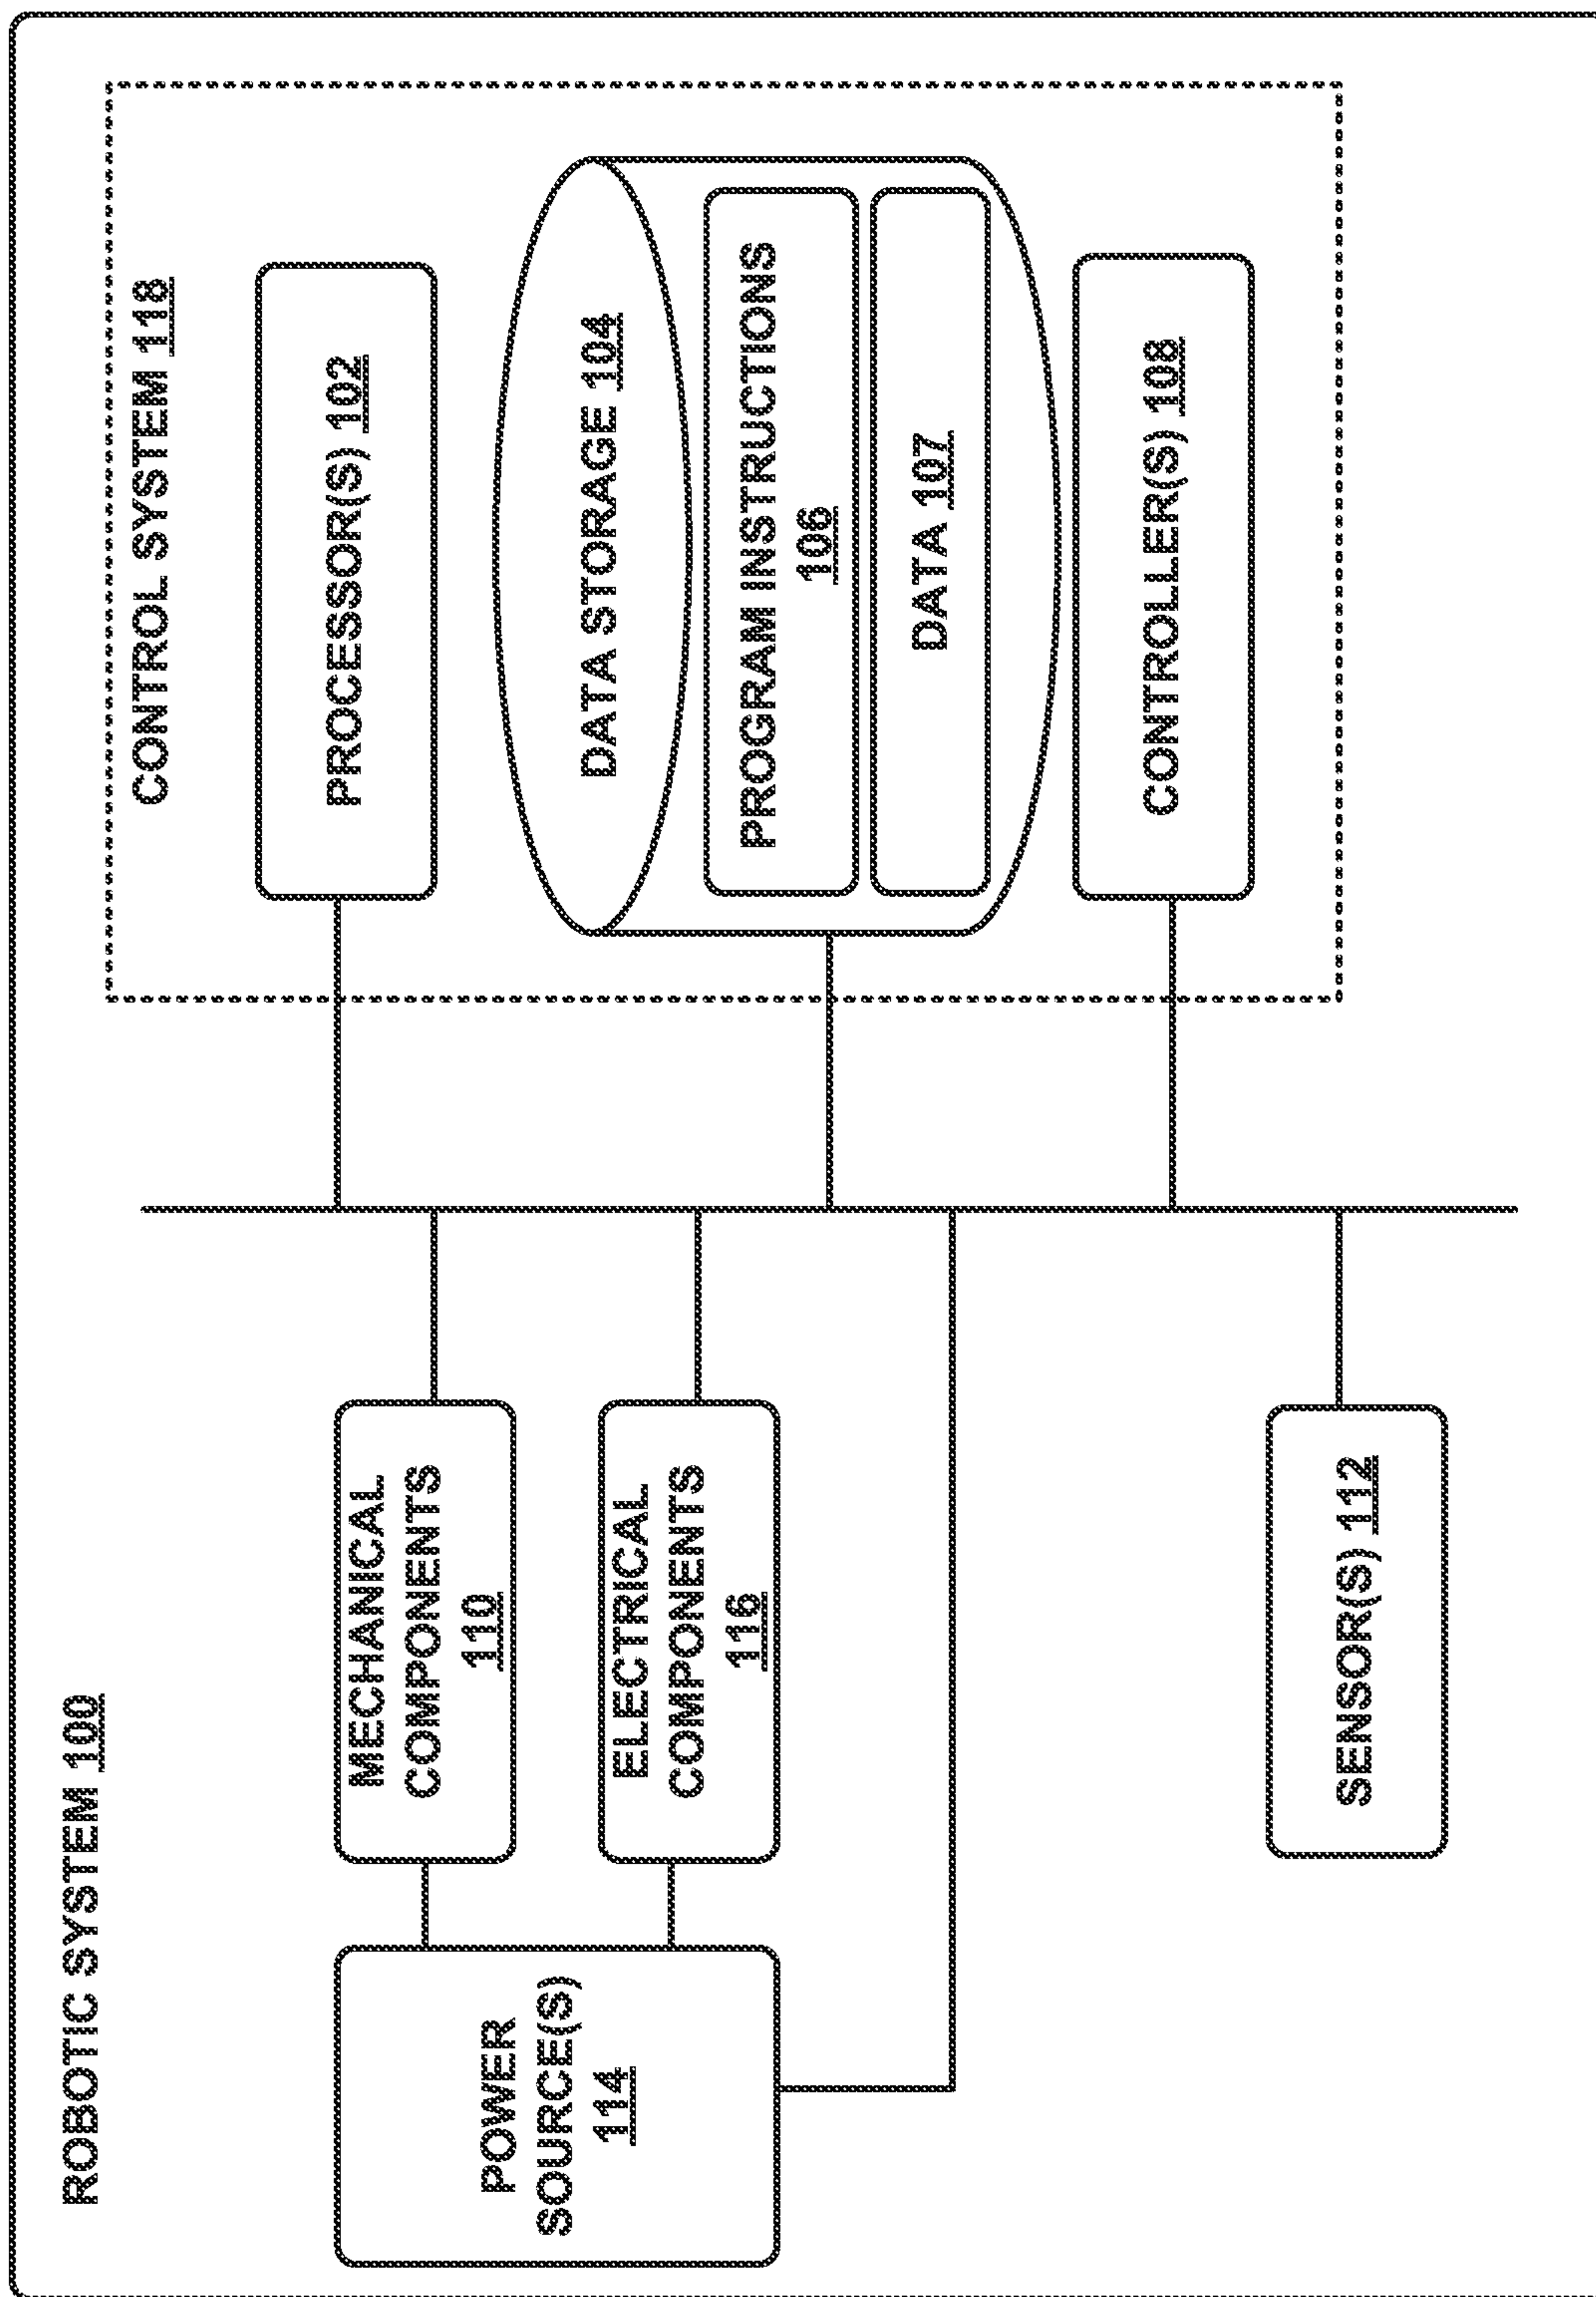 ROBOTIC SYSTEM 100
CONTROL SYSTEM 118
PROCESSOR(S) 102
DATA STORAGE 104
PROGRAM INSTRUCTIONS
106
DATA 107
CONTROLLER(S) 108
MECHANICAL
COMPONENTS
110
ELECTRICAL
COMPONENTS
116
POWER
SOURCE(S)
114
SENSOR(S) 112